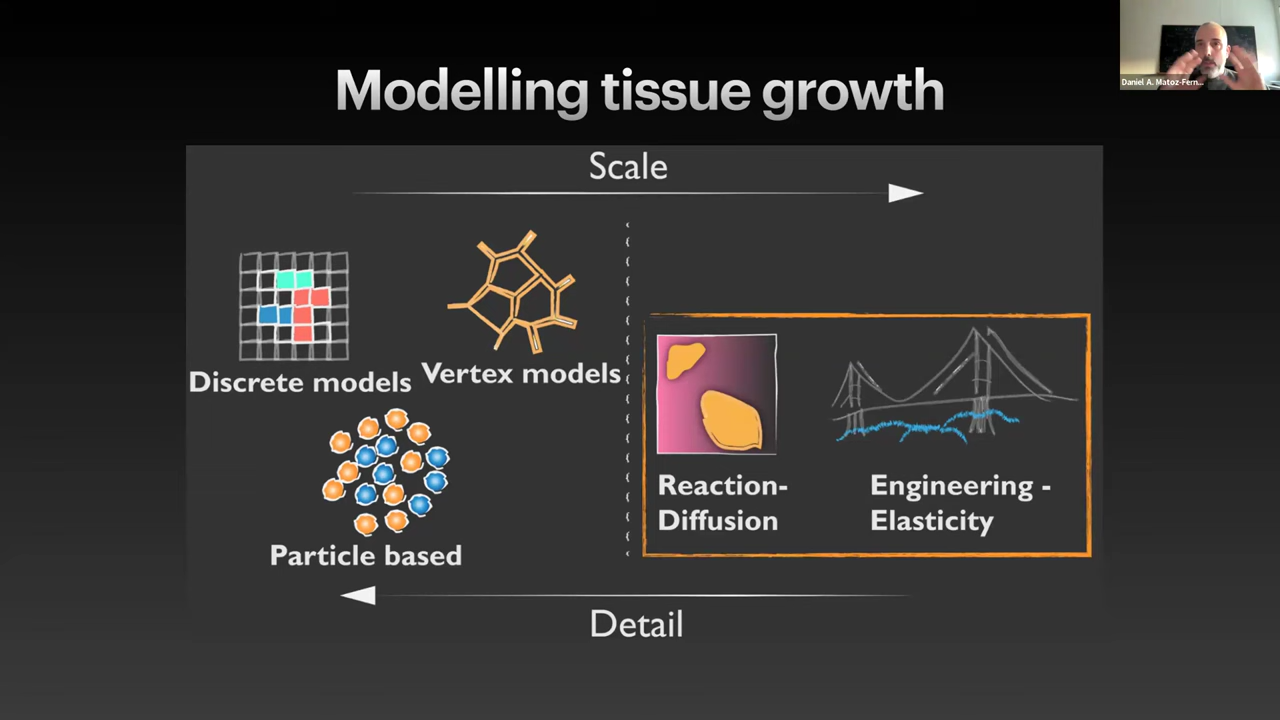 Modelling tissue growth
Daniel A. Matoz-Fern...
Scale
Discrete models
Vertex models
Particle based
Reaction-
Diffusion
Engineering -
Elasticity
Detail